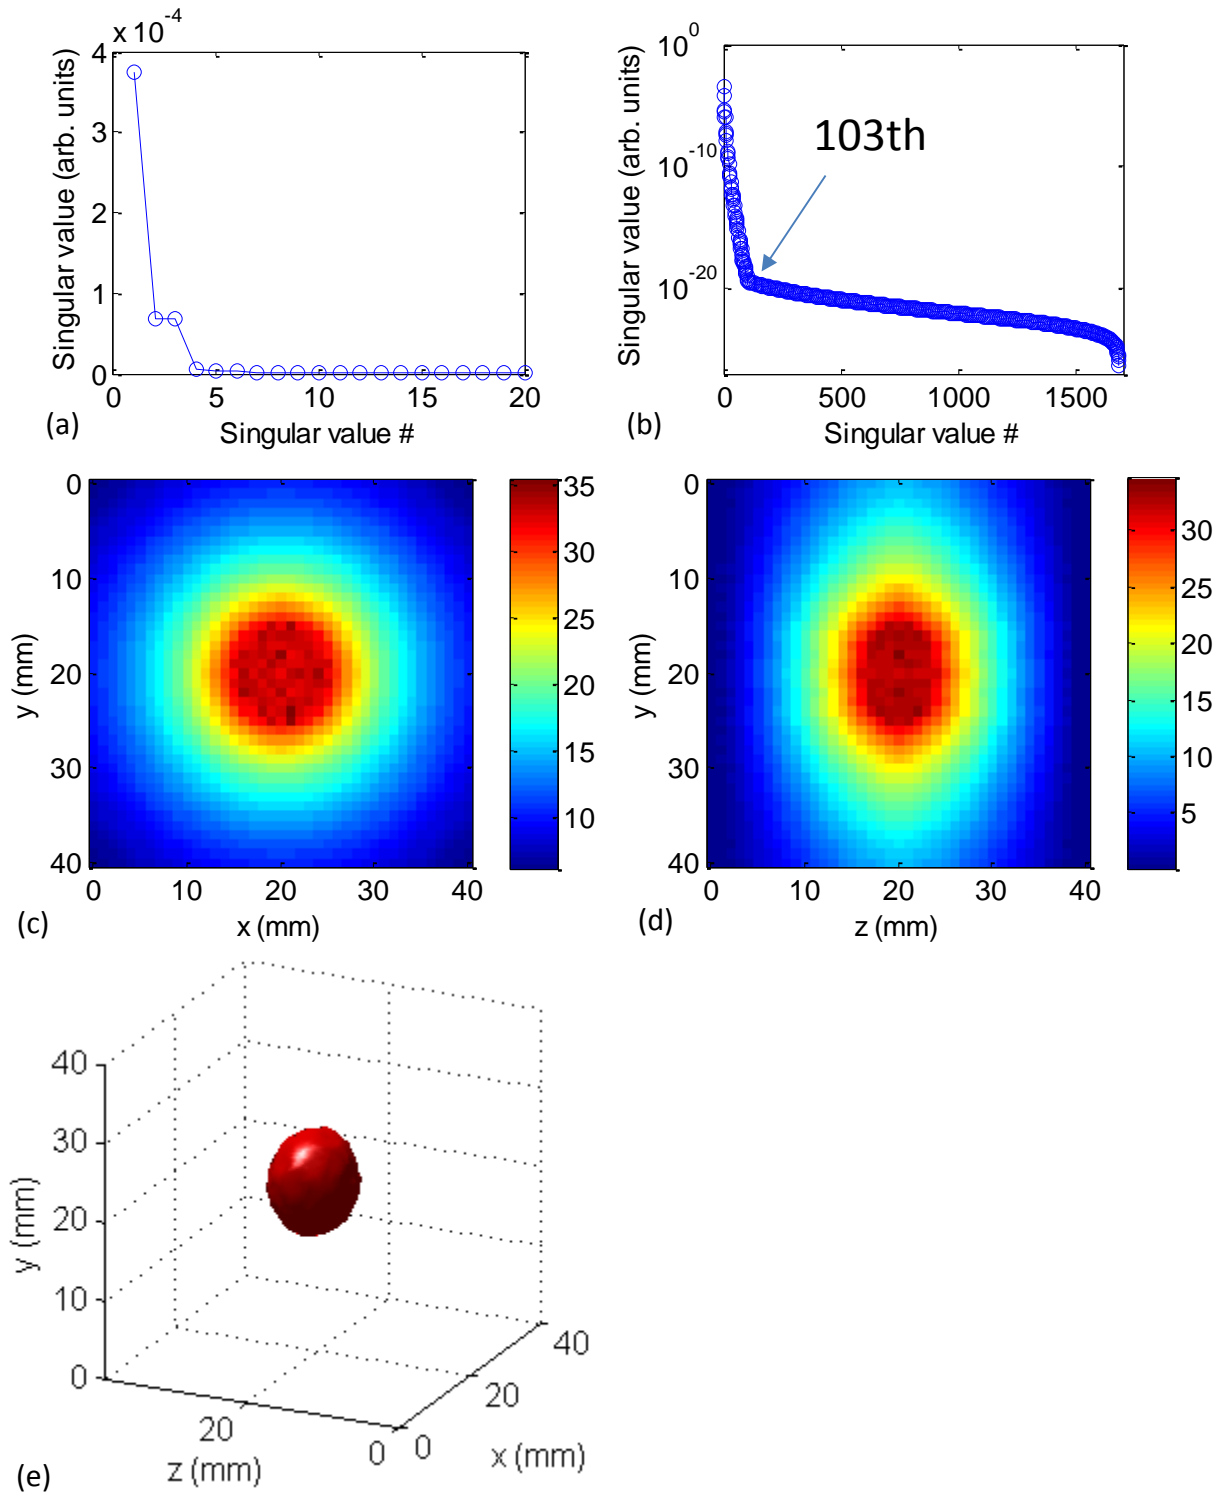 x 10^-4
4
3
2
1
0
0 5 10 15 20
Singular value (arb. units)
Singular value #
(a)
10^0
10^-10
10^-20
0 500 1000 1500
Singular value (arb. units)
Singular value #
103th
(b)
0
10
20
30
40
0 10 20 30 40
y (mm)
x (mm)
35
30
25
20
15
10
(c)
0
10
20
30
40
0 10 20 30 40
y (mm)
z (mm)
30
25
20
15
10
5
(d)
40
30
20
10
0
y (mm)
20
0
z (mm)
0
20
40
x (mm)
(e)